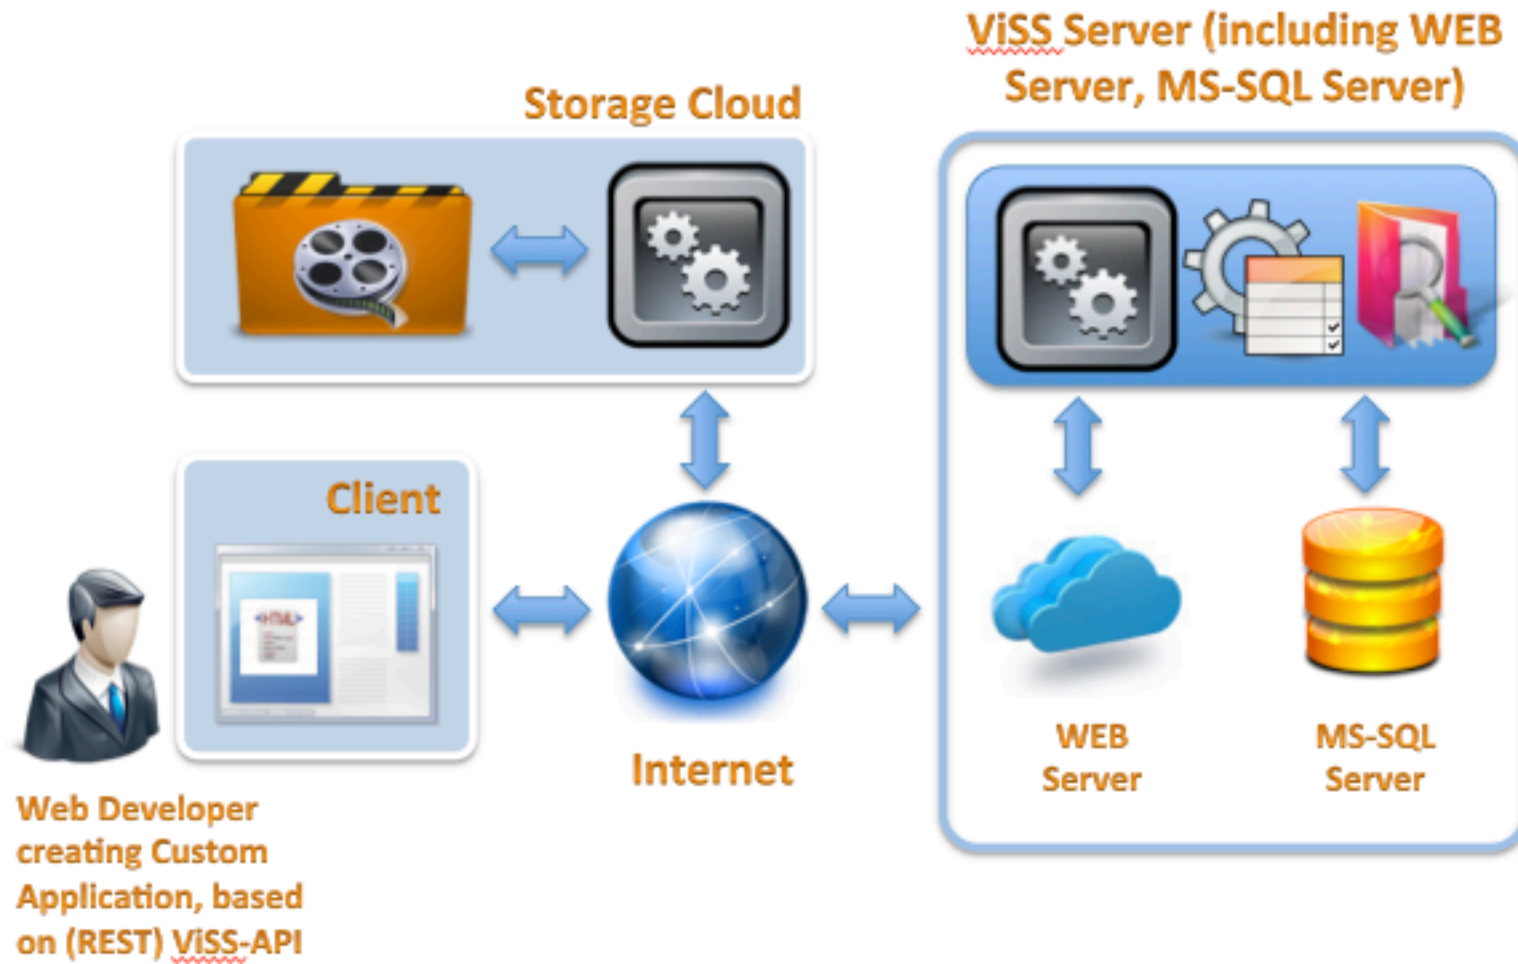 ViSS Server (including WEB
Server, MS-SQL Server)
Storage Cloud
Client
<HTML>
Internet
WEB
Server
MS-SQL
Server
Web Developer
creating Custom
Application, based
on (REST) ViSS-API